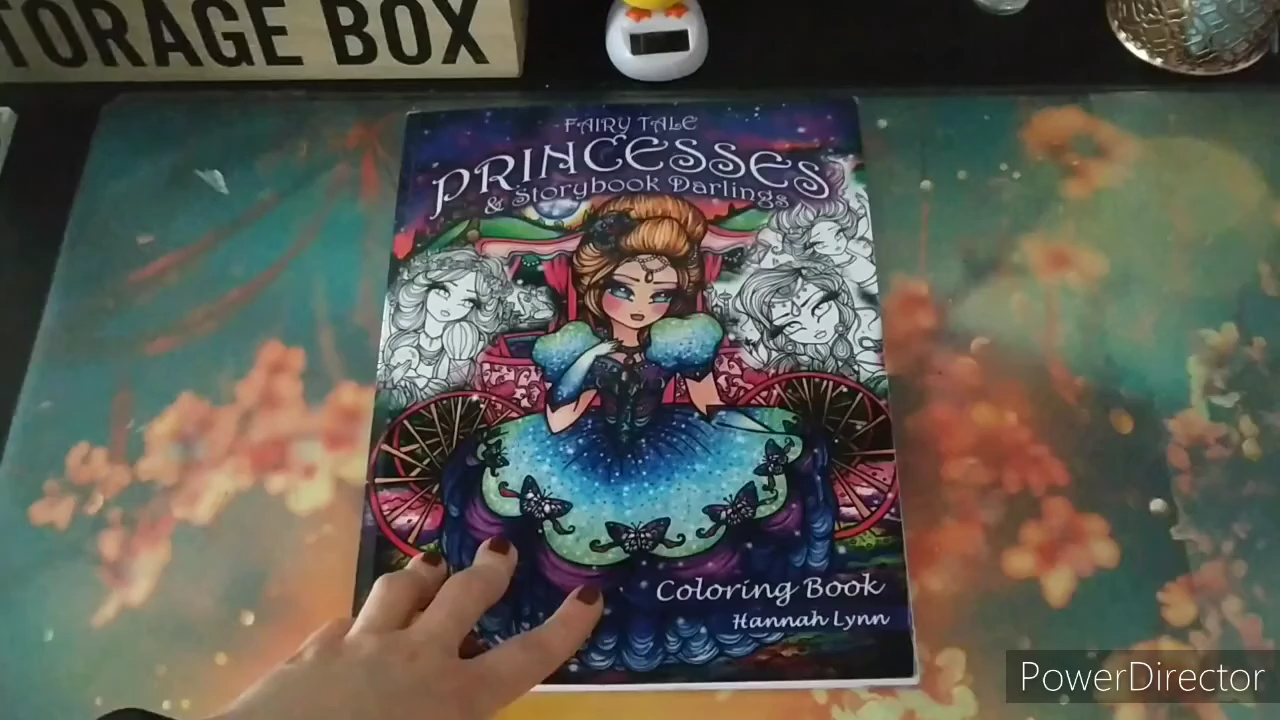 TORAGE BOX
FAIRY TALE
PRINCESSES
& Storybook Darlings
Coloring Book
Hannah Lynn
PowerDirector